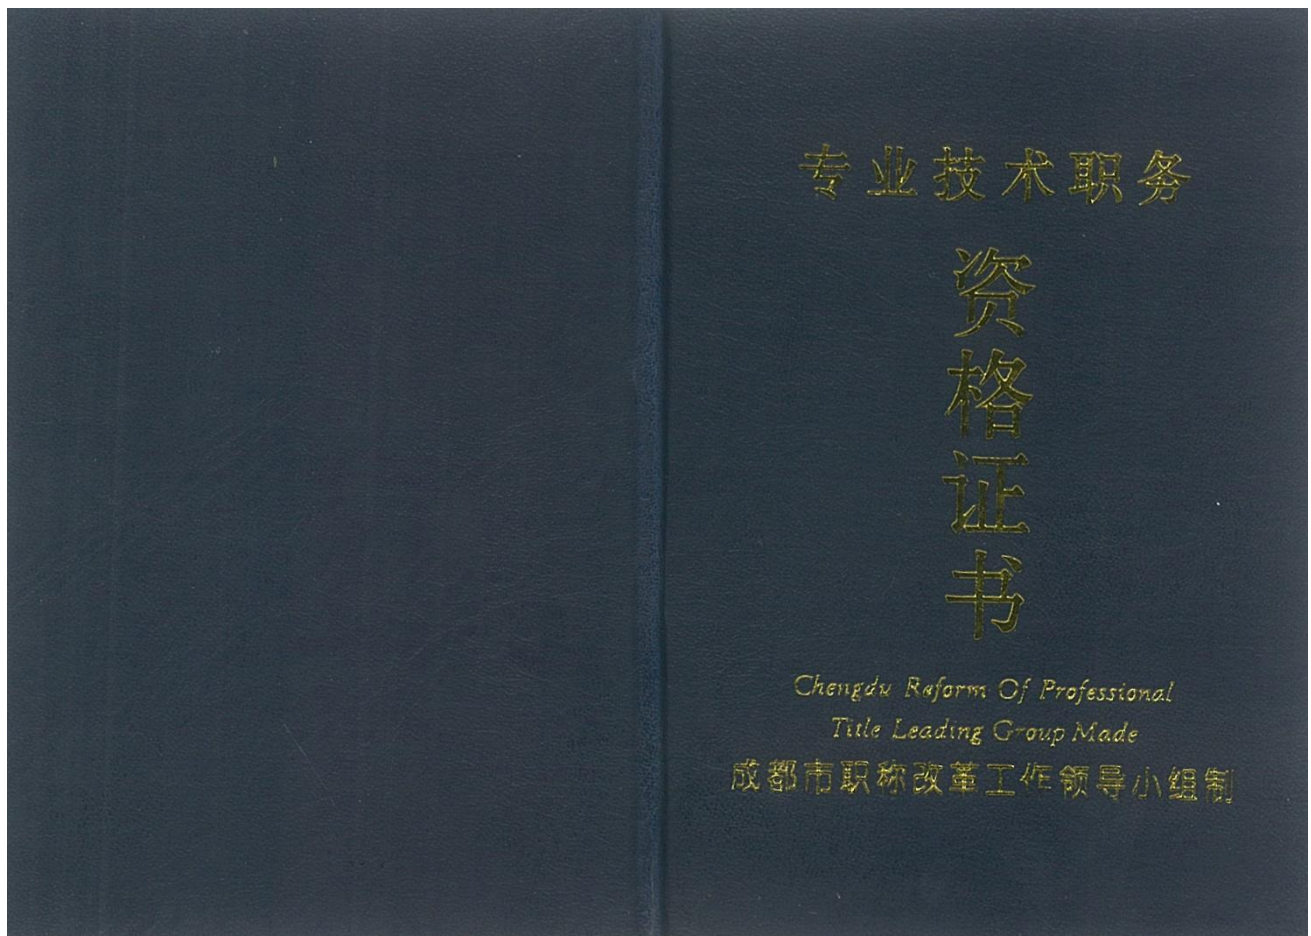 专业技术职务
资格证书
Chengdu Reform Of Professional
Title Leading Group Made
成都市职称改革工作领导小组制